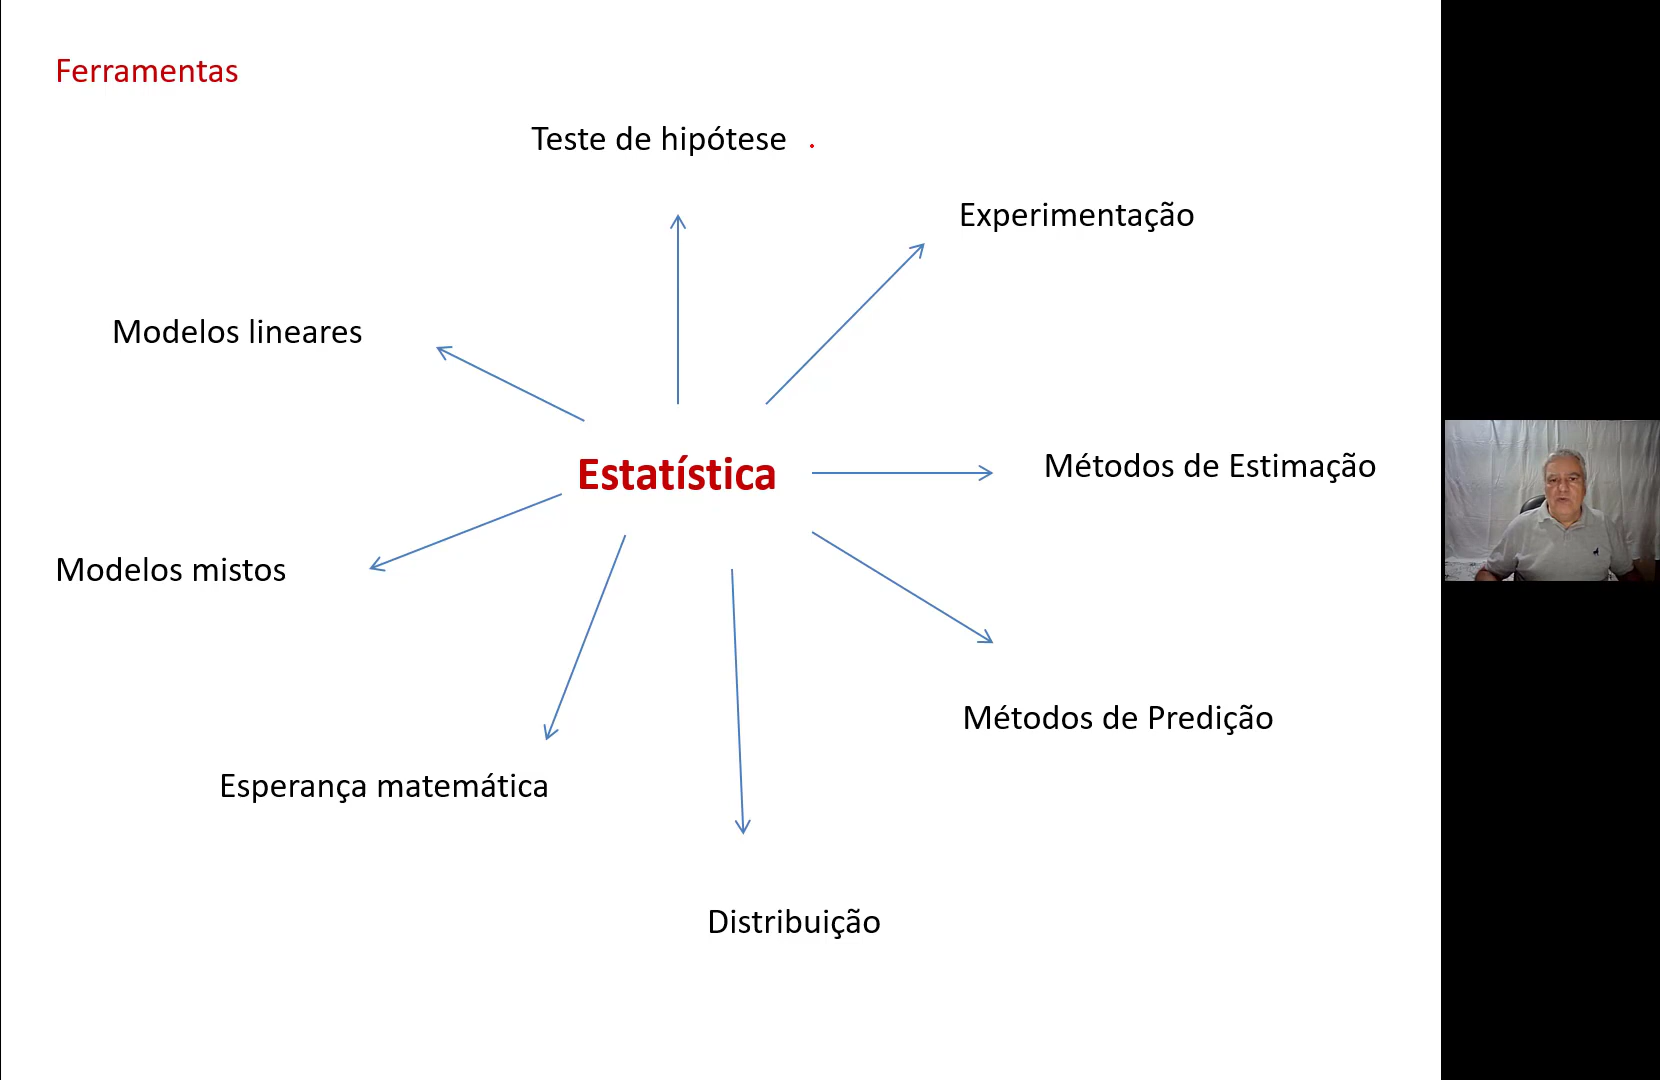 Ferramentas
Teste de hipótese
Experimentação
Modelos lineares
Estatística
Métodos de Estimação
Modelos mistos
Métodos de Predição
Esperança matemática
Distribuição